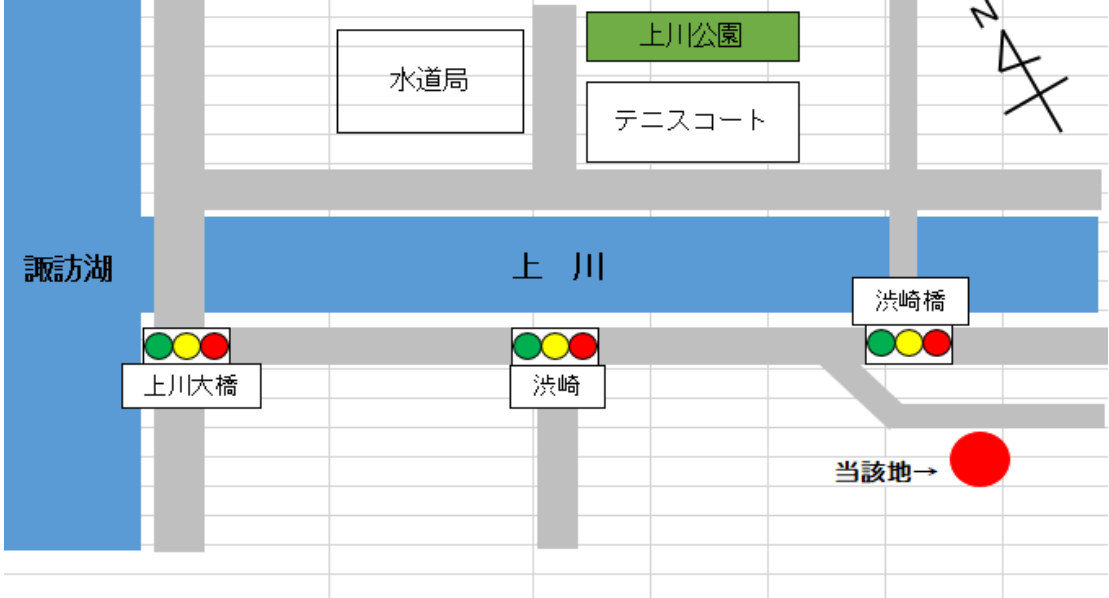 上川公園
N
水道局
テニスコート
諏訪湖
上 川
渋崎橋
上川大橋
渋崎
当該地→